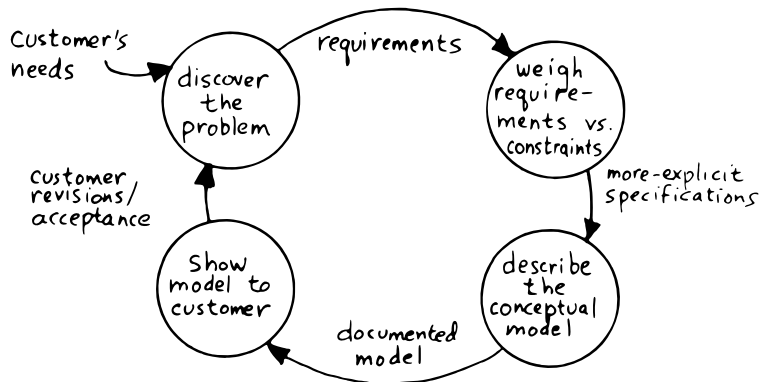 Customer's
needs
discover
the
problem
requirements
weigh
require-
ments vs.
constraints
more-explicit
specifications
describe
the
conceptual
model
documented
model
Show
model to
customer
customer
revisions/
acceptance